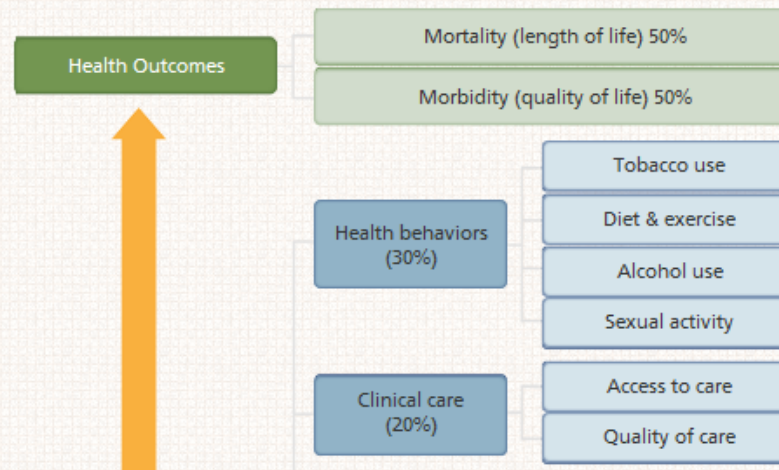 Health Outcomes
Mortality (length of life) 50%
Morbidity (quality of life) 50%
Health behaviors
(30%)
Tobacco use
Diet & exercise
Alcohol use
Sexual activity
Clinical care
(20%)
Access to care
Quality of care